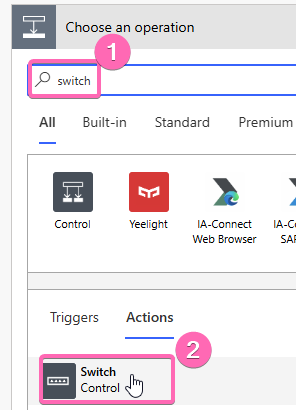 Choose an operation
1
switch
All Built-in Standard Premium
Control Yeelight IA-Connect IA-C
Web Browser SAP
Triggers Actions
2
Switch
Control